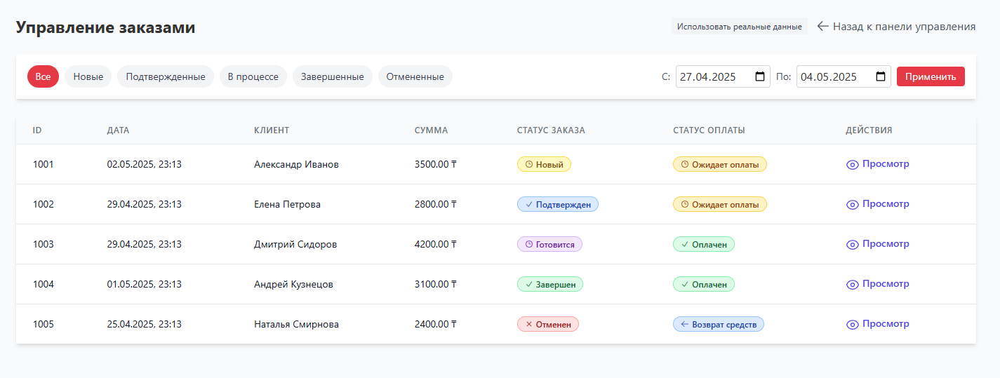 Управление заказами
Использовать реальные данные
Назад к панели управления
Все Новые Подтвержденные В процессе Завершенные Отмененные С: 27.04.2025 По: 04.05.2025 Применить
ID ДАТА КЛИЕНТ СУММА СТАТУС ЗАКАЗА СТАТУС ОПЛАТЫ ДЕЙСТВИЯ
1001 02.05.2025, 23:13 Александр Иванов 3500.00 ₸ Новый Ожидает оплаты Просмотр
1002 29.04.2025, 23:13 Елена Петрова 2800.00 ₸ Подтвержден Ожидает оплаты Просмотр
1003 29.04.2025, 23:13 Дмитрий Сидоров 4200.00 ₸ Готовится Оплачен Просмотр
1004 01.05.2025, 23:13 Андрей Кузнецов 3100.00 ₸ Завершен Оплачен Просмотр
1005 25.04.2025, 23:13 Наталья Смирнова 2400.00 ₸ Отменен Возврат средств Просмотр